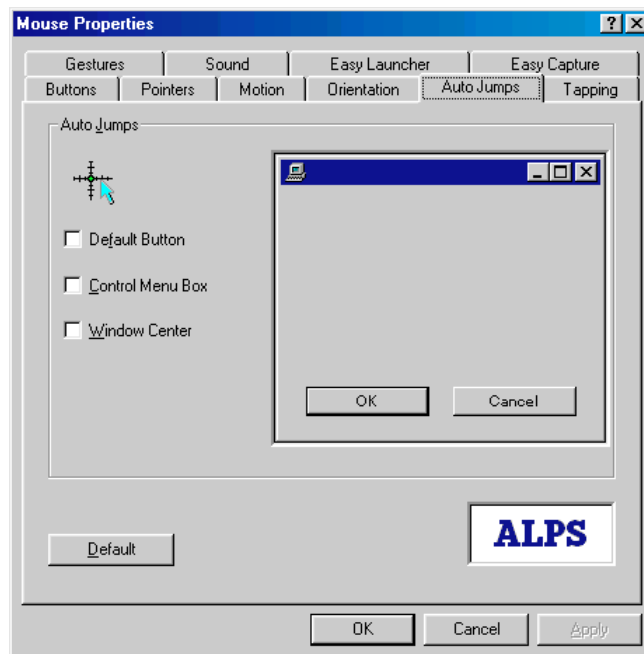 Mouse Properties
Gestures Sound Easy Launcher Easy Capture
Buttons Pointers Motion Orientation Auto Jumps Tapping
Auto Jumps
Default Button
Control Menu Box
Window Center
OK Cancel
Default
ALPS
OK Cancel Apply